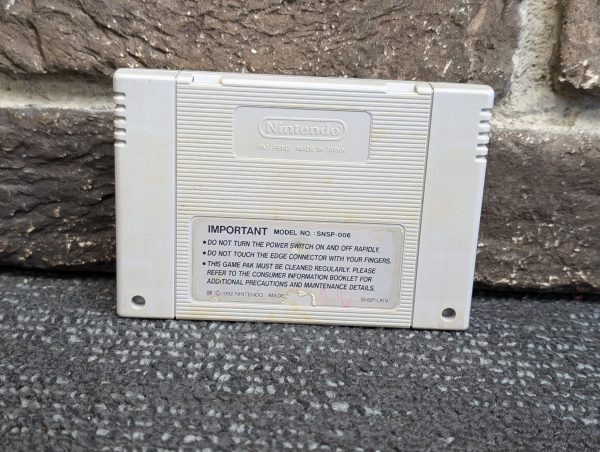 Nintendo
PAT. PEND. MADE IN JAPAN
IMPORTANT MODEL NO.: SNSP-006
• DO NOT TURN THE POWER SWITCH ON AND OFF RAPIDLY.
• DO NOT TOUCH THE EDGE CONNECTOR WITH YOUR FINGERS.
• THIS GAME PAK MUST BE CLEANED REGULARLY. PLEASE
REFER TO THE CONSUMER INFORMATION BOOKLET FOR
ADDITIONAL PRECAUTIONS AND MAINTENANCE DETAILS.
Ⓜ ©1992 NINTENDO MADE SNSP-UKV